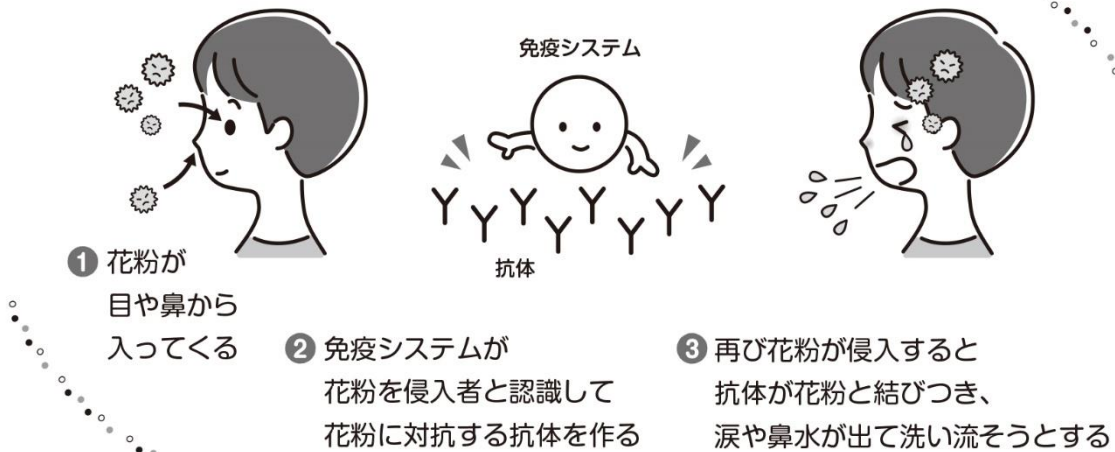 免疫システム
抗体
❶ 花粉が
目や鼻から
入ってくる
❷ 免疫システムが
花粉を侵入者と認識して
花粉に対抗する抗体を作る
❸ 再び花粉が侵入すると
抗体が花粉と結びつき、
涙や鼻水が出て洗い流そうとする